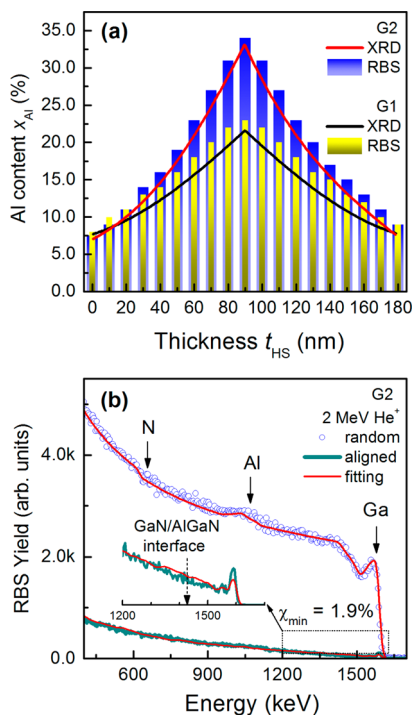 (a)
G2
XRD
RBS
G1
XRD
RBS
Al content x_Al (%)
35.0
30.0
25.0
20.0
15.0
10.0
5.0
0.0
0 20 40 60 80 100 120 140 160 180
Thickness t_HS (nm)
(b)
G2
2 MeV He⁺
random
aligned
fitting
N
Al
Ga
GaN/AlGaN
interface
1200 1500
χ_min = 1.9%
RBS Yield (arb. units)
4.0k
2.0k
0.0
600 900 1200 1500
Energy (keV)